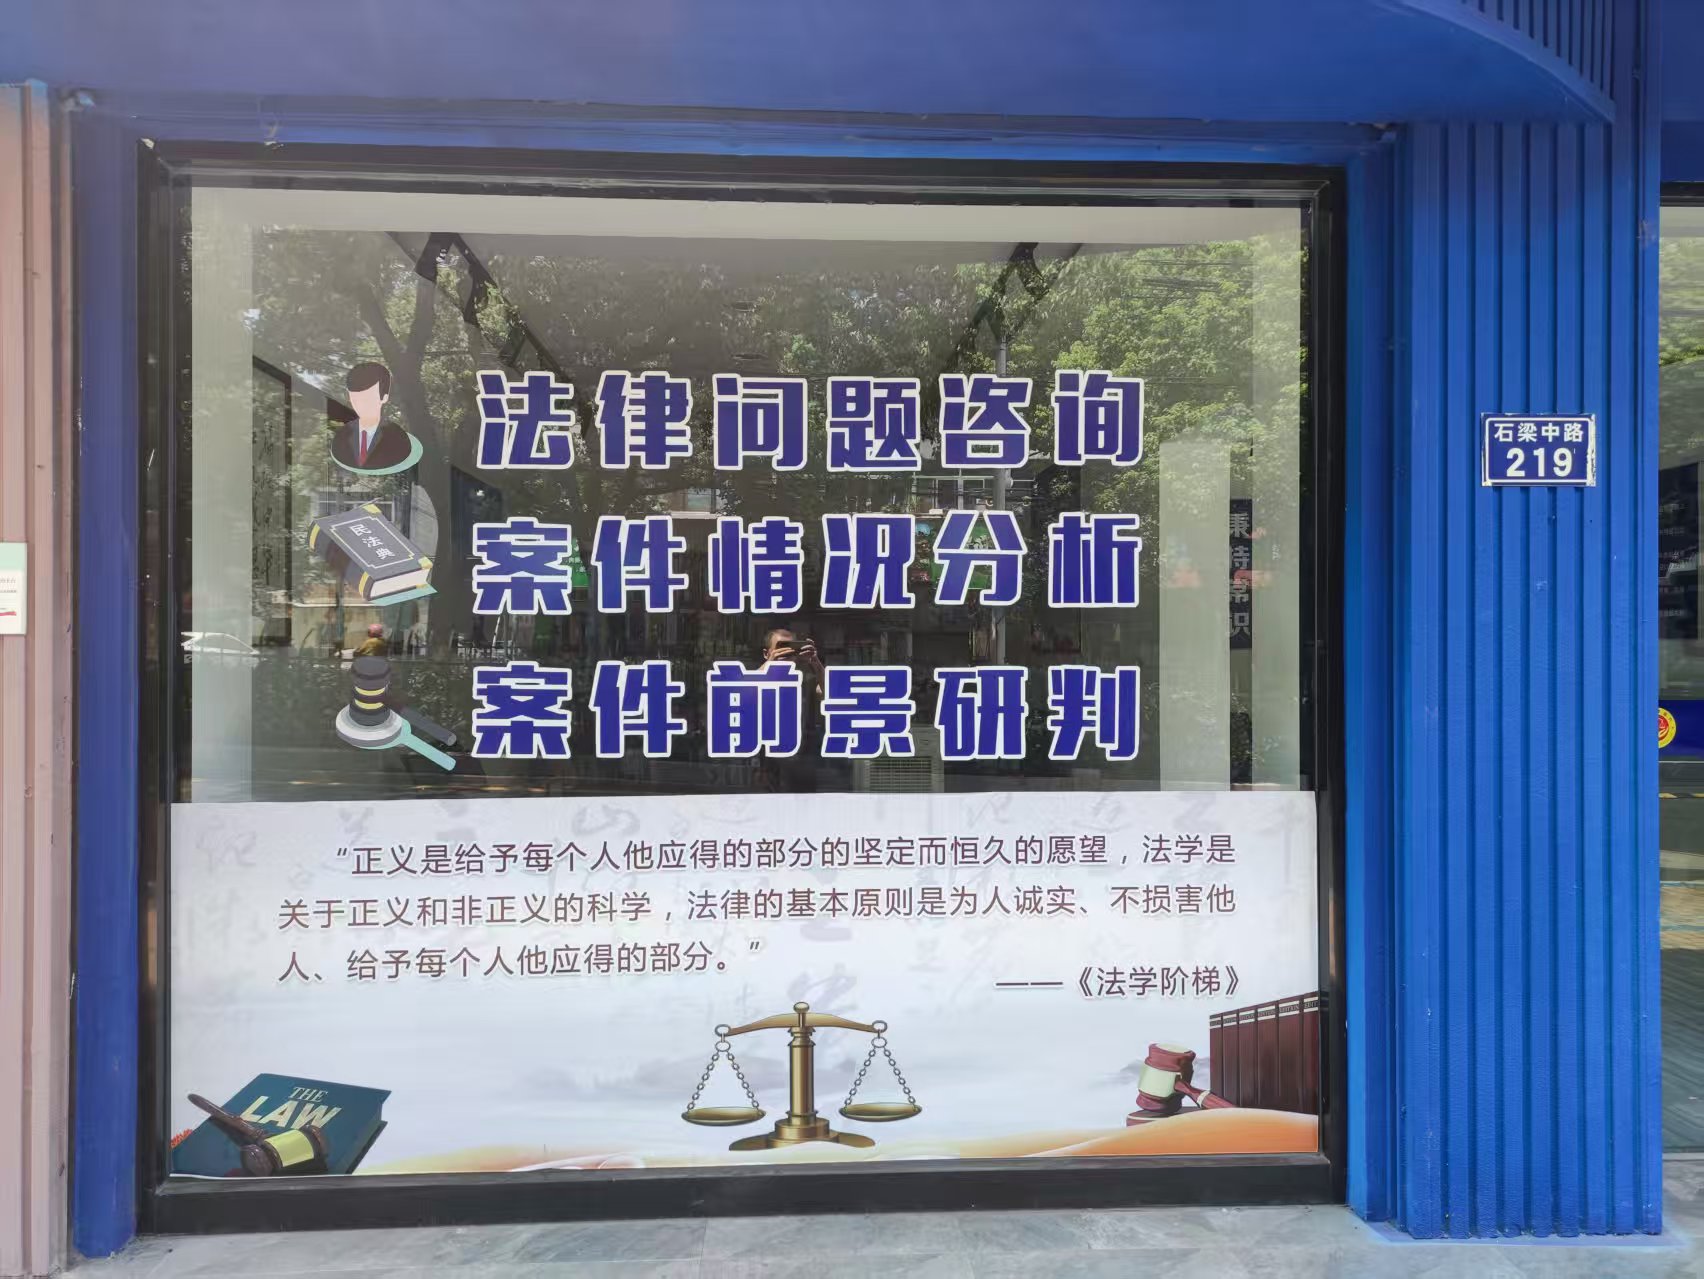 法律问题咨询
民法典
案件情况分析
案件前景研判
石梁中路
219
秉持常识
“正义是给予每个人他应得的部分的坚定而恒久的愿望，法学是
关于正义和非正义的科学，法律的基本原则是为人诚实、不损害他
人、给予每个人他应得的部分。”
——《法学阶梯》
THE
LAW